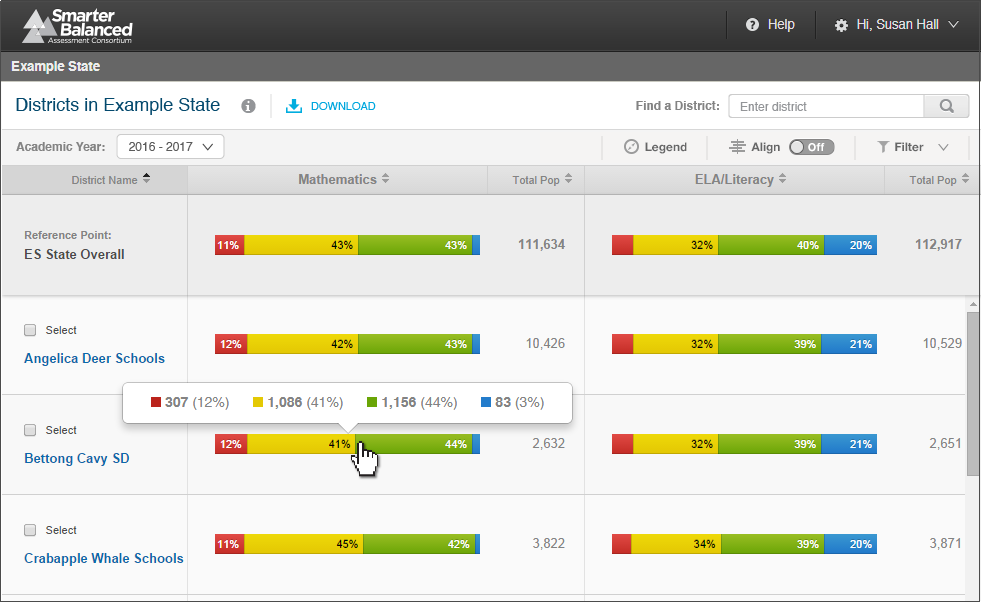 Smarter
Balanced
Assessment Consortium
Help
Hi, Susan Hall
Example State
Districts in Example State
DOWNLOAD
Find a District:
Enter district
Academic Year:
2016 - 2017
Legend
Align
Off
Filter
District Name
Mathematics
Total Pop
ELA/Literacy
Total Pop
Reference Point:
ES State Overall
11% 43% 43%
111,634
32% 40% 20%
112,917
Select
Angelica Deer Schools
12% 42% 43%
10,426
32% 39% 21%
10,529
307 (12%) 1,086 (41%) 1,156 (44%) 83 (3%)
Select
Bettong Cavy SD
12% 41% 44%
2,632
32% 39% 21%
2,651
Select
Crabapple Whale Schools
11% 45% 42%
3,822
34% 39% 20%
3,871